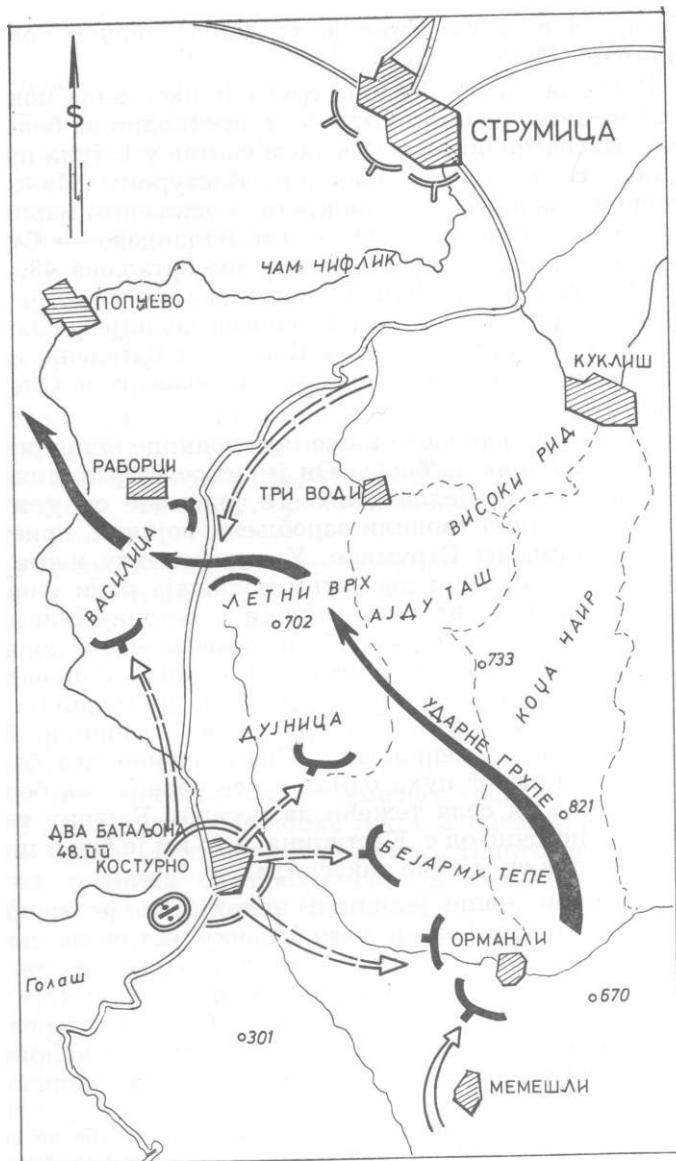 S
СТРУМИЦА
ЧАМ ЧИФЛИК
ПОПЧЕВО
КУКЛИШ
РАБОРЦИ
ТРИ ВОДИ
ВИСОКИ РИД
ВАСИЛИЦА
ЛЕТНИ ВРХ
702
АЈДУ ТАШ
733
КОЏА ЧАИР
ДУЈНИЦА
УДАРНЕ ГРУПЕ
821
ДВА БАТАЉОНА
48. ПП
КОСТУРНО
БЕЈАРМУ ТЕПЕ
ОРМАНЛИ
Голаш
670
301
МЕМЕШЛИ